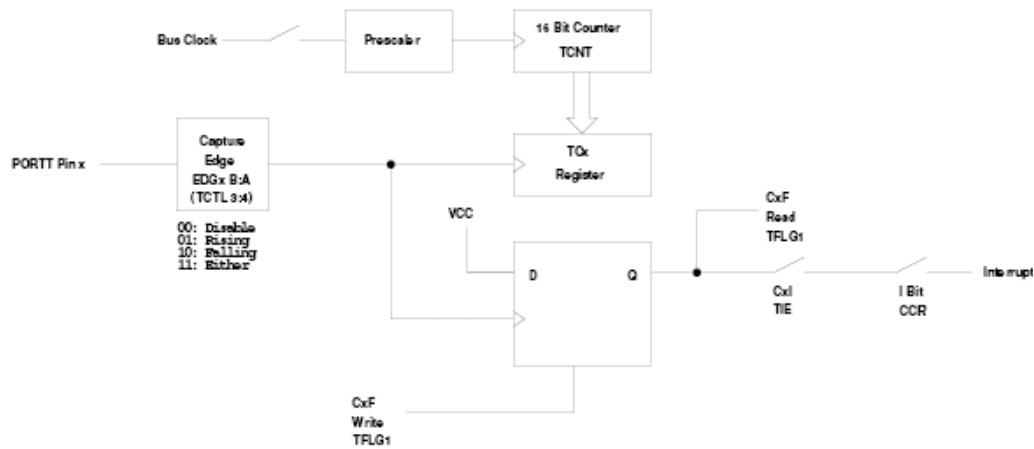 Bus Clock
Prescaler
16 Bit Counter
TCNT
PORTT Pin x
Capture
Edge
EDGx B:A
(TCTL 3:4)
00: Disable
01: Rising
10: Falling
11: Either
TCx
Register
VCC
D
Q
CxF
Read
TFLG1
CxI
TIE
I Bit
CCR
Interrupt
CxF
Write
TFLG1